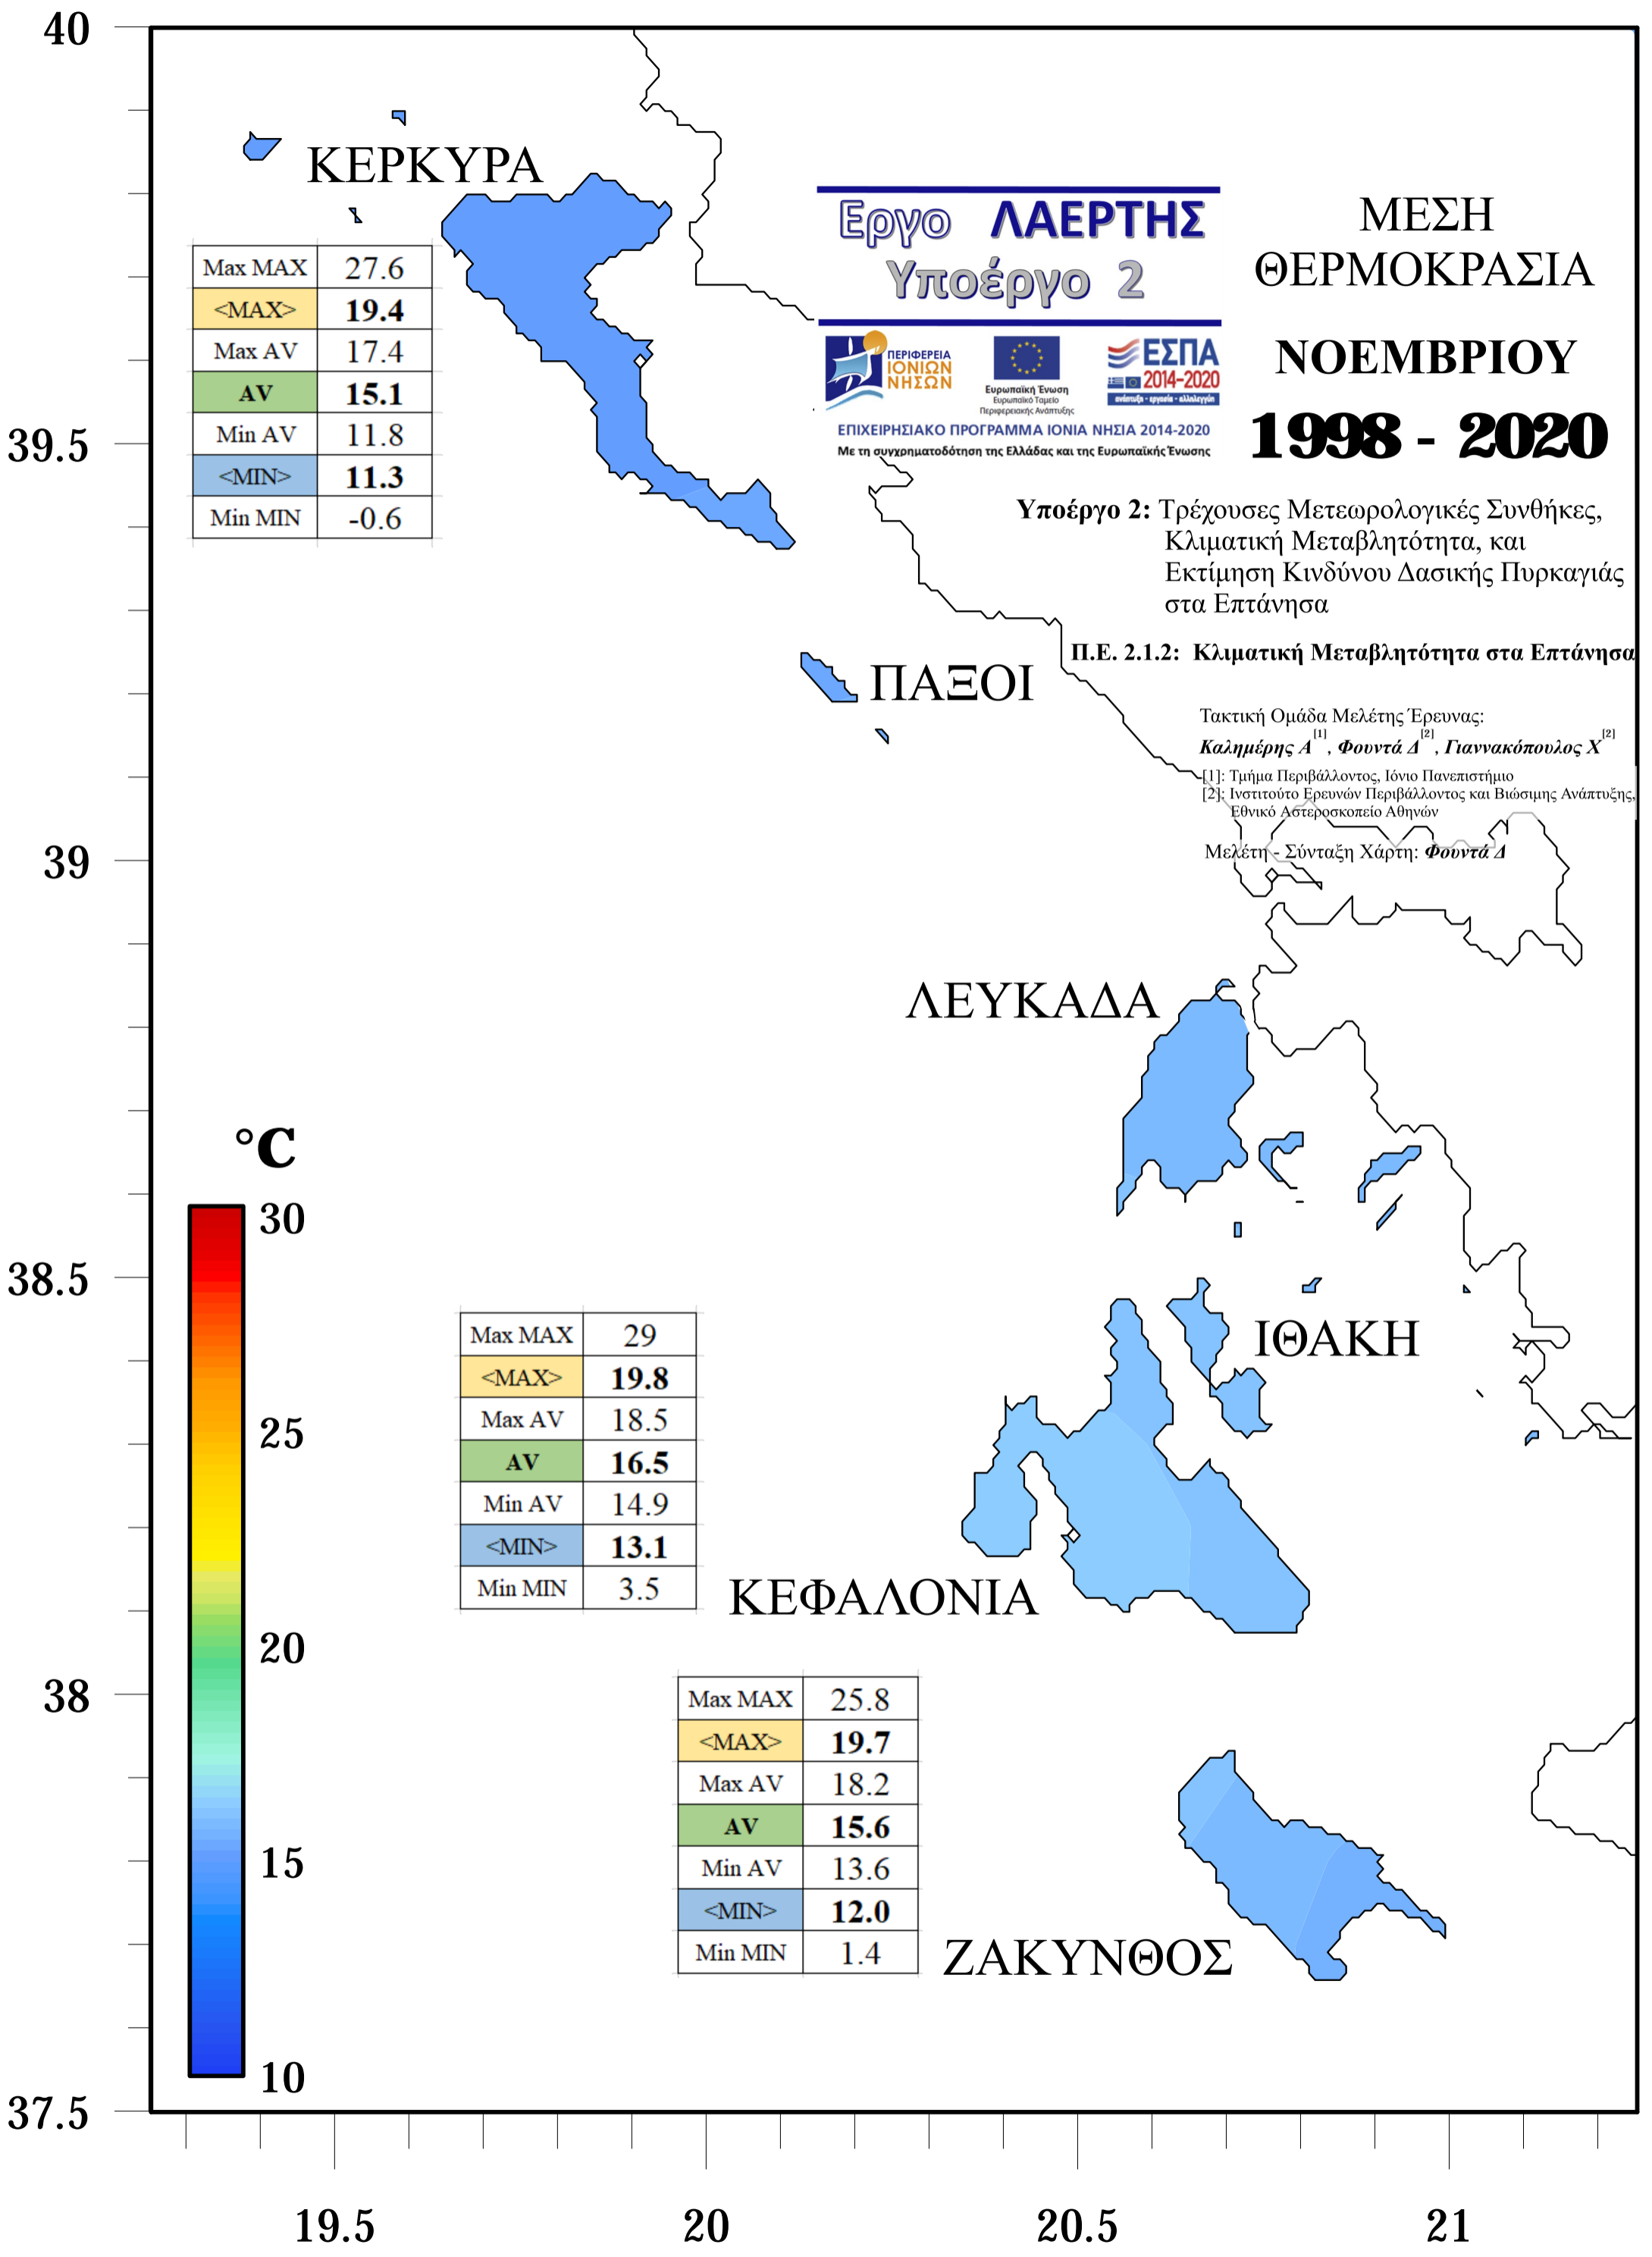 40
39.5
39
38.5
38
37.5
19.5
20
20.5
21
ΚΕΡΚΥΡΑ
Max MAX 27.6
<MAX> 19.4
Max AV 17.4
AV 15.1
Min AV 11.8
<MIN> 11.3
Min MIN -0.6
Εργο ΛΑΕΡΤΗΣ
Υποέργο 2
ΠΕΡΙΦΕΡΕΙΑ
ΙΟΝΙΩΝ
ΝΗΣΩΝ
Ευρωπαϊκή Ένωση
Ευρωπαϊκό Ταμείο
Περιφερειακής Ανάπτυξης
ΕΣΠΑ
2014-2020
ανάπτυξη - εργασία - αλληλεγγύη
ΕΠΙΧΕΙΡΗΣΙΑΚΟ ΠΡΟΓΡΑΜΜΑ ΙΟΝΙΑ ΝΗΣΙΑ 2014-2020
Με τη συγχρηματοδότηση της Ελλάδας και της Ευρωπαϊκής Ένωσης
ΜΕΣΗ
ΘΕΡΜΟΚΡΑΣΙΑ
ΝΟΕΜΒΡΙΟΥ
1998 - 2020
Υποέργο 2: Τρέχουσες Μετεωρολογικές Συνθήκες,
Κλιματική Μεταβλητότητα, και
Εκτίμηση Κινδύνου Δασικής Πυρκαγιάς
στα Επτάνησα
Π.Ε. 2.1.2: Κλιματική Μεταβλητότητα στα Επτάνησα
Τακτική Ομάδα Μελέτης Έρευνας:
Καλημέρης Α[1], Φουντά Δ[2], Γιαννακόπουλος Χ[2]
[1]: Τμήμα Περιβάλλοντος, Ιόνιο Πανεπιστήμιο
[2]: Ινστιτούτο Ερευνών Περιβάλλοντος και Βιώσιμης Ανάπτυξης,
Εθνικό Αστεροσκοπείο Αθηνών
Μελέτη - Σύνταξη Χάρτη: Φουντά Δ
ΠΑΞΟΙ
ΛΕΥΚΑΔΑ
ΙΘΑΚΗ
°C
30
25
20
15
10
Max MAX 29
<MAX> 19.8
Max AV 18.5
AV 16.5
Min AV 14.9
<MIN> 13.1
Min MIN 3.5
ΚΕΦΑΛΟΝΙΑ
Max MAX 25.8
<MAX> 19.7
Max AV 18.2
AV 15.6
Min AV 13.6
<MIN> 12.0
Min MIN 1.4
ΖΑΚΥΝΘΟΣ